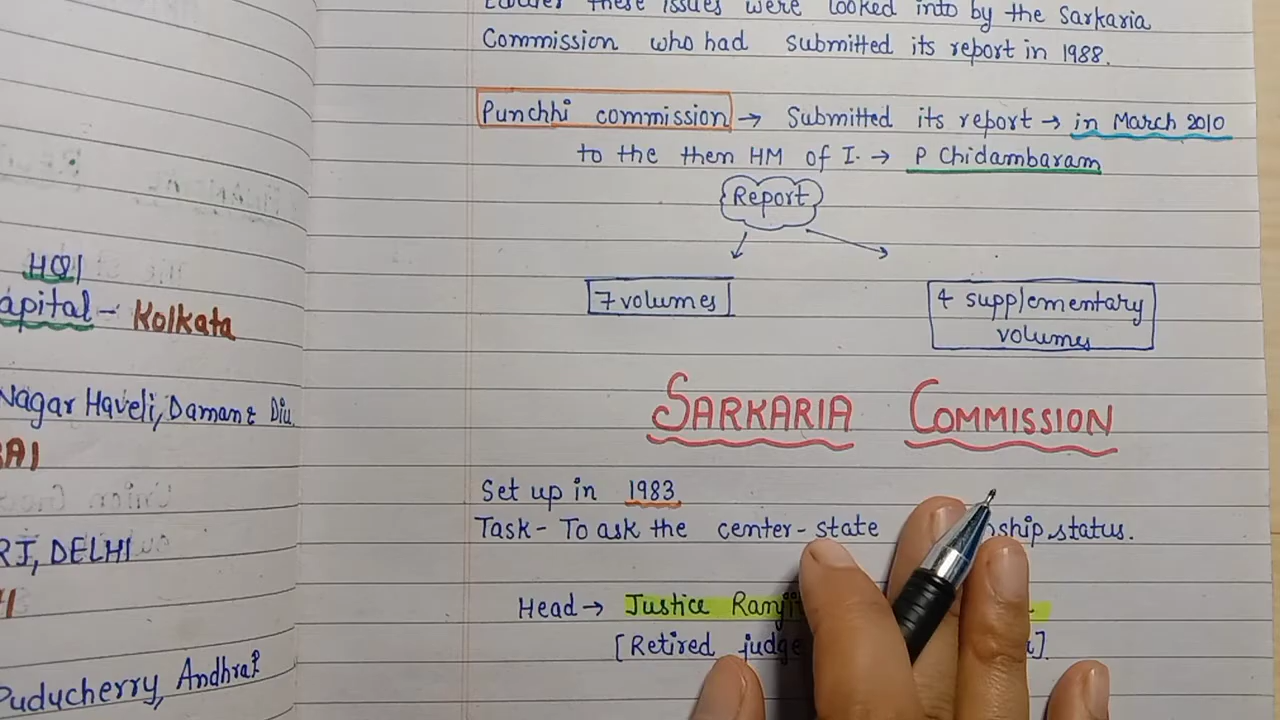 HQ
Capital - Kolkata
Nagar Haveli, Daman & Diu.
DELHI
Puducherry, Andhra P
these issues were looked into by the Sarkaria
Commission who had submitted its report in 1988.
Punchhi commission → Submitted its report → in March 2010
to the then HM of I. → P Chidambaram
Report
7 volumes
4 supplementary
volumes
SARKARIA COMMISSION
Set up in 1983
Task - To ask the center - state ship status.
Head → Justice Ranjit
[Retired judge